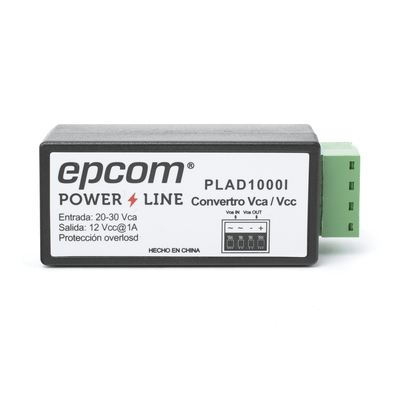 epcom®
POWER LINE
Entrada: 20-30 Vca
Salida: 12 Vcc@1A
Protección overlosd
PLAD1000I
Convertro Vca / Vcc
Vca IN Vca OUT
~ ~ - +
HECHO EN CHINA